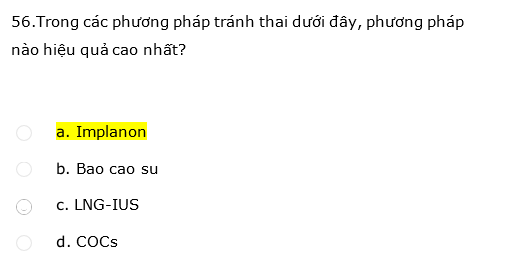 56.Trong các phương pháp tránh thai dưới đây, phương pháp
nào hiệu quả cao nhất?
a. Implanon
b. Bao cao su
c. LNG-IUS
d. COCs